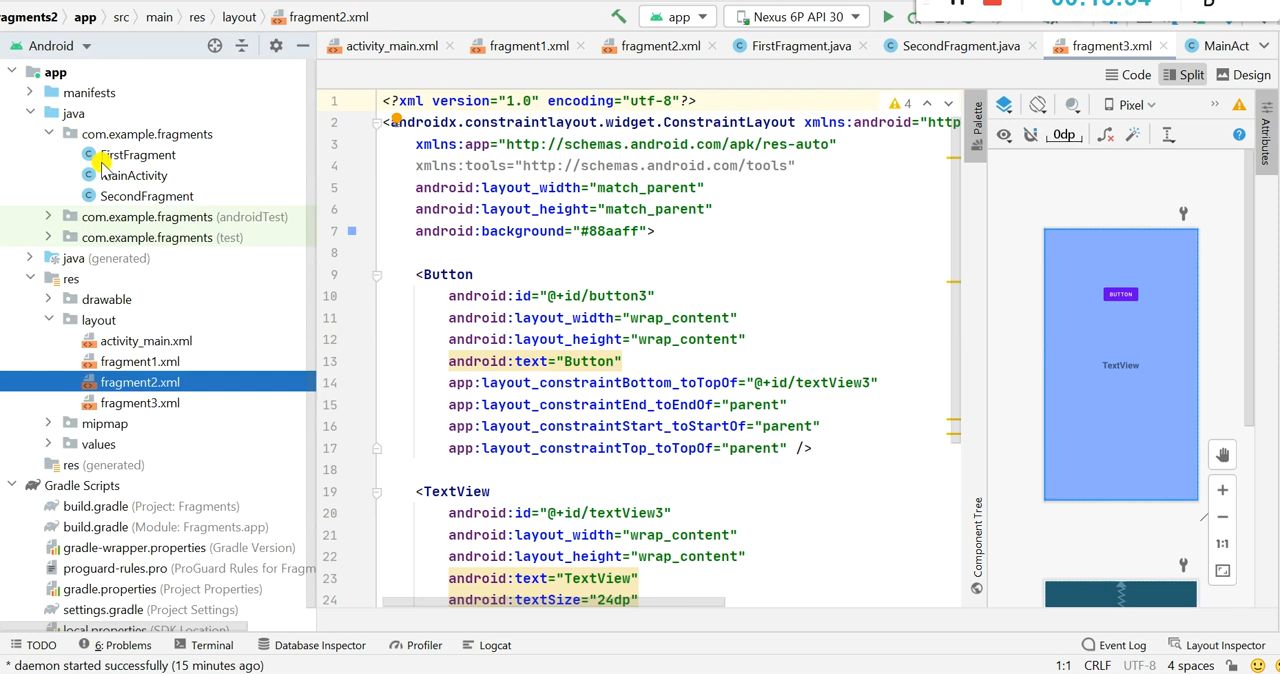 ragments2 > app > src > main > res > layout > fragment2.xml
app
Nexus 6P API 30
Android
activity_main.xml
fragment1.xml
fragment2.xml
FirstFragment.java
SecondFragment.java
fragment3.xml
MainAct
Code
Split
Design
app
manifests
java
com.example.fragments
FirstFragment
MainActivity
SecondFragment
com.example.fragments (androidTest)
com.example.fragments (test)
java (generated)
res
drawable
layout
activity_main.xml
fragment1.xml
fragment2.xml
fragment3.xml
mipmap
values
res (generated)
Gradle Scripts
build.gradle (Project: Fragments)
build.gradle (Module: Fragments.app)
gradle-wrapper.properties (Gradle Version)
proguard-rules.pro (ProGuard Rules for Fragm
gradle.properties (Project Properties)
settings.gradle (Project Settings)
local.properties (SDK Location)
1 <?xml version="1.0" encoding="utf-8"?>
4
2 <androidx.constraintlayout.widget.ConstraintLayout xmlns:android="http
3 xmlns:app="http://schemas.android.com/apk/res-auto"
4 xmlns:tools="http://schemas.android.com/tools"
5 android:layout_width="match_parent"
6 android:layout_height="match_parent"
7 android:background="#88aaff">
8
9 <Button
10 android:id="@+id/button3"
11 android:layout_width="wrap_content"
12 android:layout_height="wrap_content"
13 android:text="Button"
14 app:layout_constraintBottom_toTopOf="@+id/textView3"
15 app:layout_constraintEnd_toEndOf="parent"
16 app:layout_constraintStart_toStartOf="parent"
17 app:layout_constraintTop_toTopOf="parent" />
18
19 <TextView
20 android:id="@+id/textView3"
21 android:layout_width="wrap_content"
22 android:layout_height="wrap_content"
23 android:text="TextView"
24 android:textSize="24dp"
Palette
Component Tree
Pixel
0dp
BUTTON
TextView
1:1
Attributes
TODO
6: Problems
Terminal
Database Inspector
Profiler
Logcat
Event Log
Layout Inspector
* daemon started successfully (15 minutes ago)
1:1
CRLF
UTF-8
4 spaces